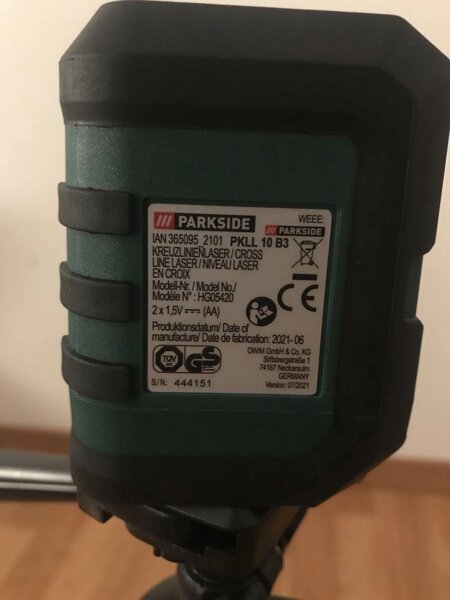 PARKSIDE
WEEE:
PARKSIDE
IAN 365095_2101 PKLL 10 B3
KREUZLINIENLASER / CROSS
LINE LASER / NIVEAU LASER
EN CROIX
Modell-Nr. / Model No./
Modèle N° : HG05420
2 x 1,5V (AA)
CE
Produktionsdatum/ Date of
manufacture/ Date de fabrication: 2021-06
OWIM GmbH & Co. KG
Stiftsbergstraße 1
74167 Neckarsulm
GERMANY
Version: 07/2021
TÜV
GS
S/N: 444151